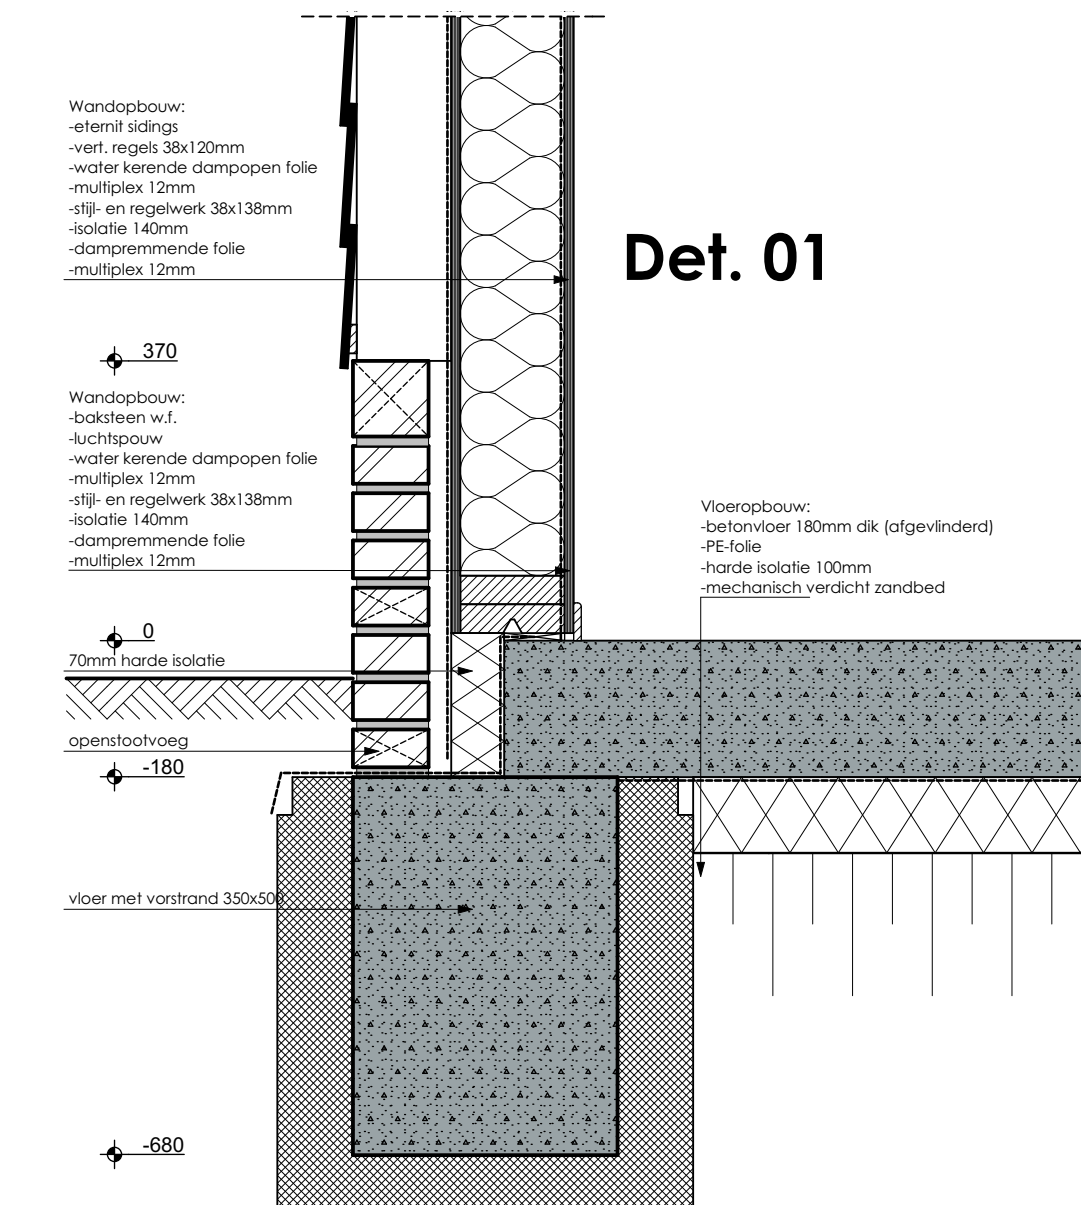 Wandopbouw:
-eternit sidings
-vert. regels 38x120mm
-water kerende dampopen folie
-multiplex 12mm
-stijl- en regelwerk 38x138mm
-isolatie 140mm
-dampremmende folie
-multiplex 12mm
Det. 01
370
Wandopbouw:
-baksteen w.f.
-luchtspouw
-water kerende dampopen folie
-multiplex 12mm
-stijl- en regelwerk 38x138mm
-isolatie 140mm
-dampremmende folie
-multiplex 12mm
Vloeropbouw:
-betonvloer 180mm dik (afgevlinderd)
-PE-folie
-harde isolatie 100mm
-mechanisch verdicht zandbed
0
70mm harde isolatie
openstootvoeg
-180
vloer met vorstrand 350x500
-680